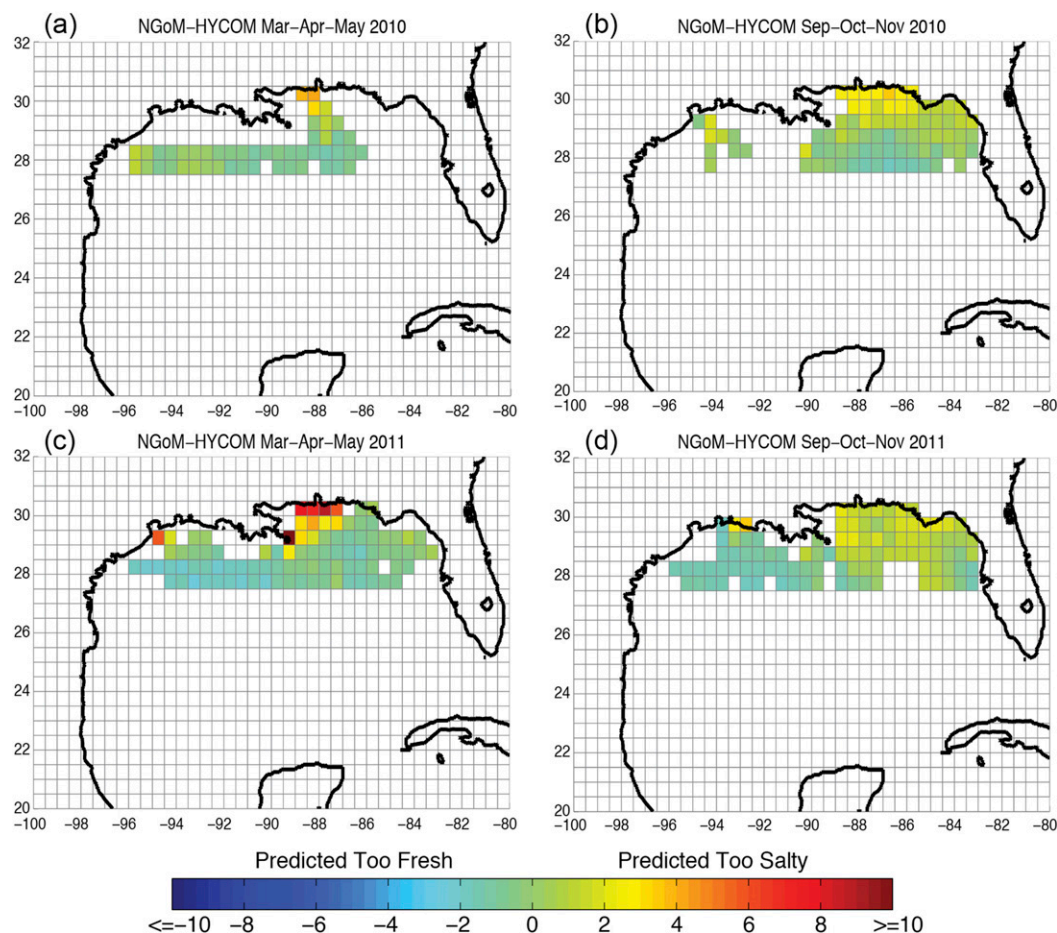 (a) NGoM-HYCOM Mar-Apr-May 2010
(b) NGoM-HYCOM Sep-Oct-Nov 2010
32
30
28
26
24
22
20
-100 -98 -96 -94 -92 -90 -88 -86 -84 -82 -80
32
30
28
26
24
22
20
-100 -98 -96 -94 -92 -90 -88 -86 -84 -82 -80
(c) NGoM-HYCOM Mar-Apr-May 2011
(d) NGoM-HYCOM Sep-Oct-Nov 2011
32
30
28
26
24
22
20
-100 -98 -96 -94 -92 -90 -88 -86 -84 -82 -80
32
30
28
26
24
22
20
-100 -98 -96 -94 -92 -90 -88 -86 -84 -82 -80
Predicted Too Fresh Predicted Too Salty
<=-10 -8 -6 -4 -2 0 2 4 6 8 >=10